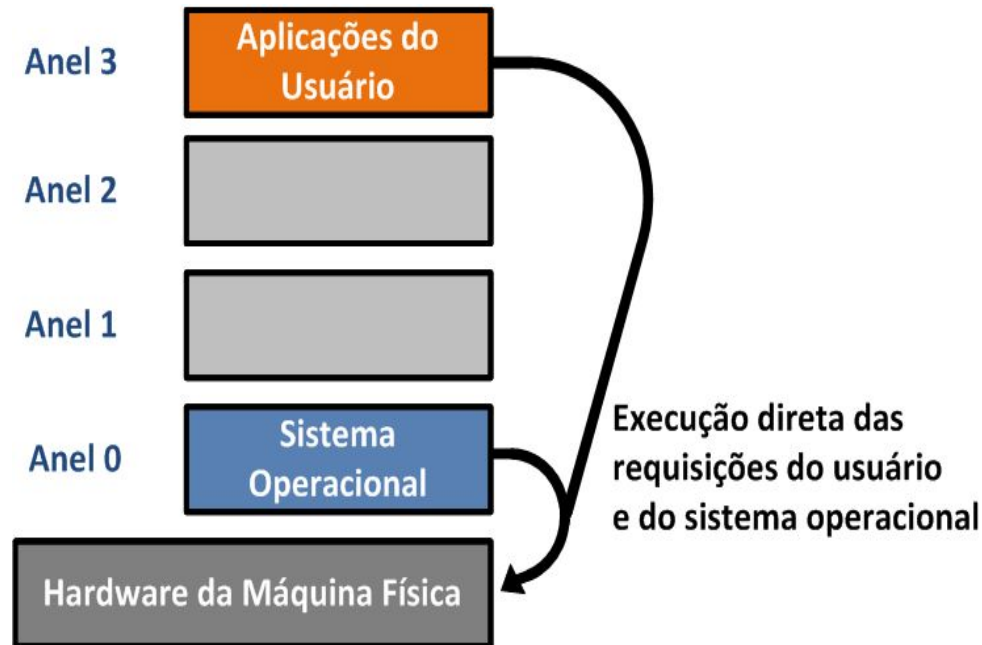 Anel 3
Aplicações do
Usuário
Anel 2
Anel 1
Anel 0
Sistema
Operacional
Execução direta das
requisições do usuário
e do sistema operacional
Hardware da Máquina Física